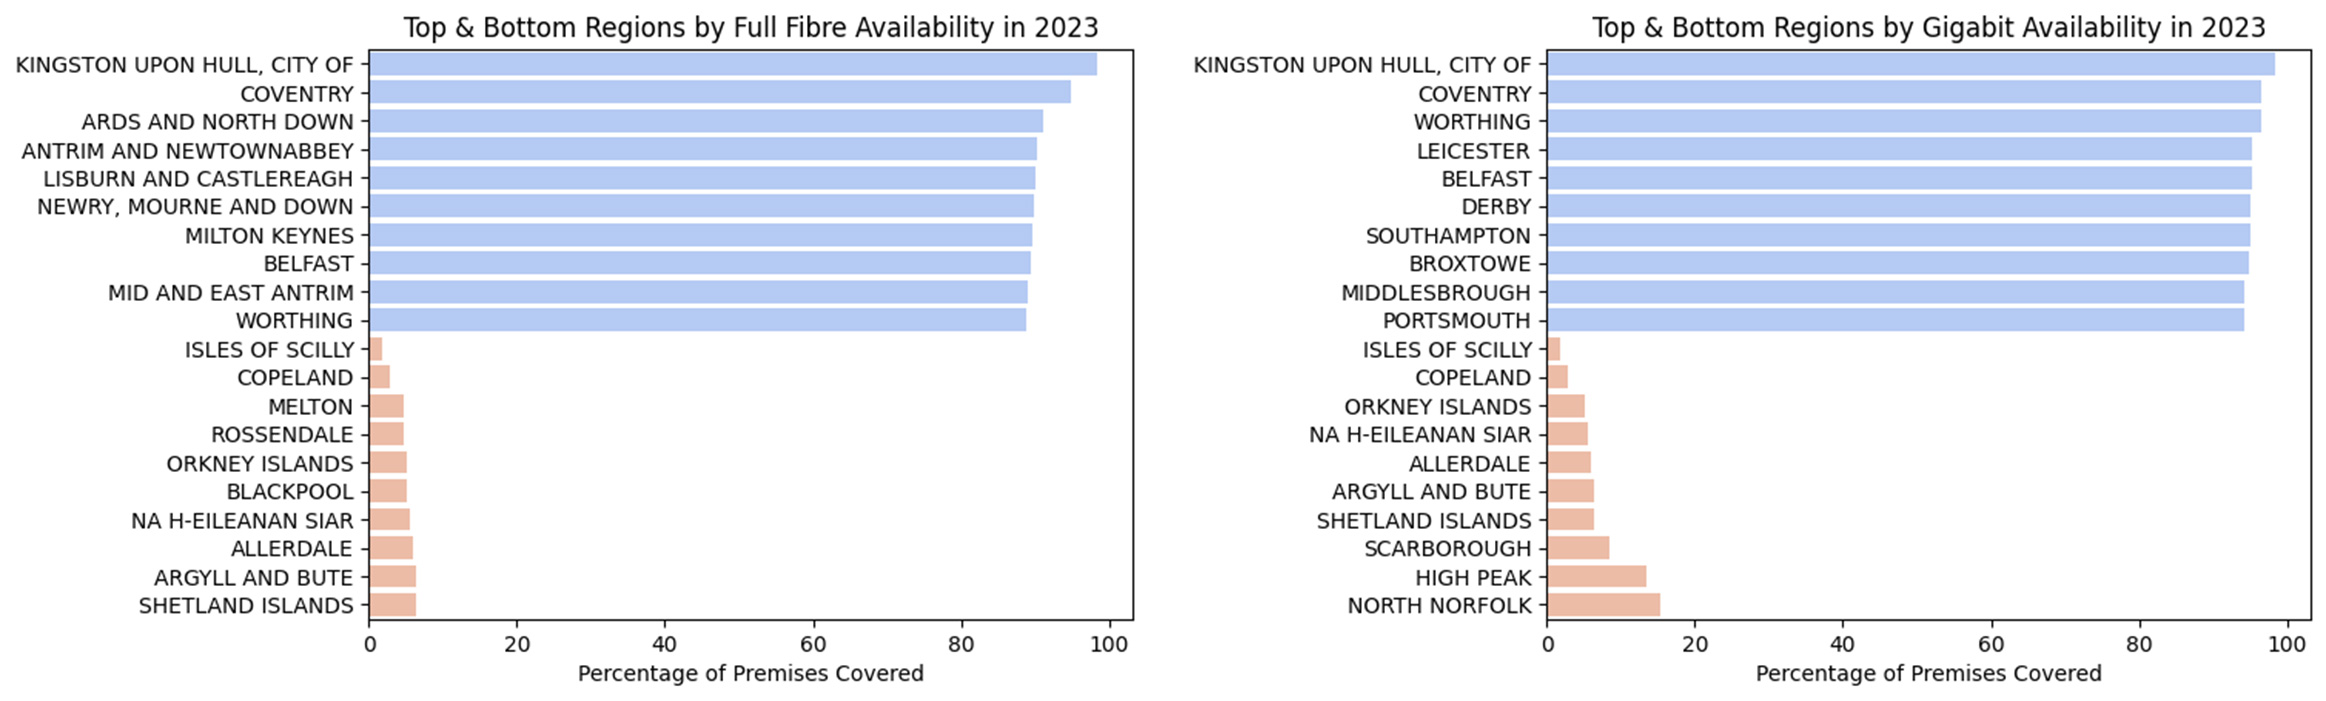 Top & Bottom Regions by Full Fibre Availability in 2023
KINGSTON UPON HULL, CITY OF
COVENTRY
ARDS AND NORTH DOWN
ANTRIM AND NEWTOWNABBEY
LISBURN AND CASTLEREAGH
NEWRY, MOURNE AND DOWN
MILTON KEYNES
BELFAST
MID AND EAST ANTRIM
WORTHING
ISLES OF SCILLY
COPELAND
MELTON
ROSSENDALE
ORKNEY ISLANDS
BLACKPOOL
NA H-EILEANAN SIAR
ALLERDALE
ARGYLL AND BUTE
SHETLAND ISLANDS
0 20 40 60 80 100
Percentage of Premises Covered
Top & Bottom Regions by Gigabit Availability in 2023
KINGSTON UPON HULL, CITY OF
COVENTRY
WORTHING
LEICESTER
BELFAST
DERBY
SOUTHAMPTON
BROXTOWE
MIDDLESBROUGH
PORTSMOUTH
ISLES OF SCILLY
COPELAND
ORKNEY ISLANDS
NA H-EILEANAN SIAR
ALLERDALE
ARGYLL AND BUTE
SHETLAND ISLANDS
SCARBOROUGH
HIGH PEAK
NORTH NORFOLK
0 20 40 60 80 100
Percentage of Premises Covered